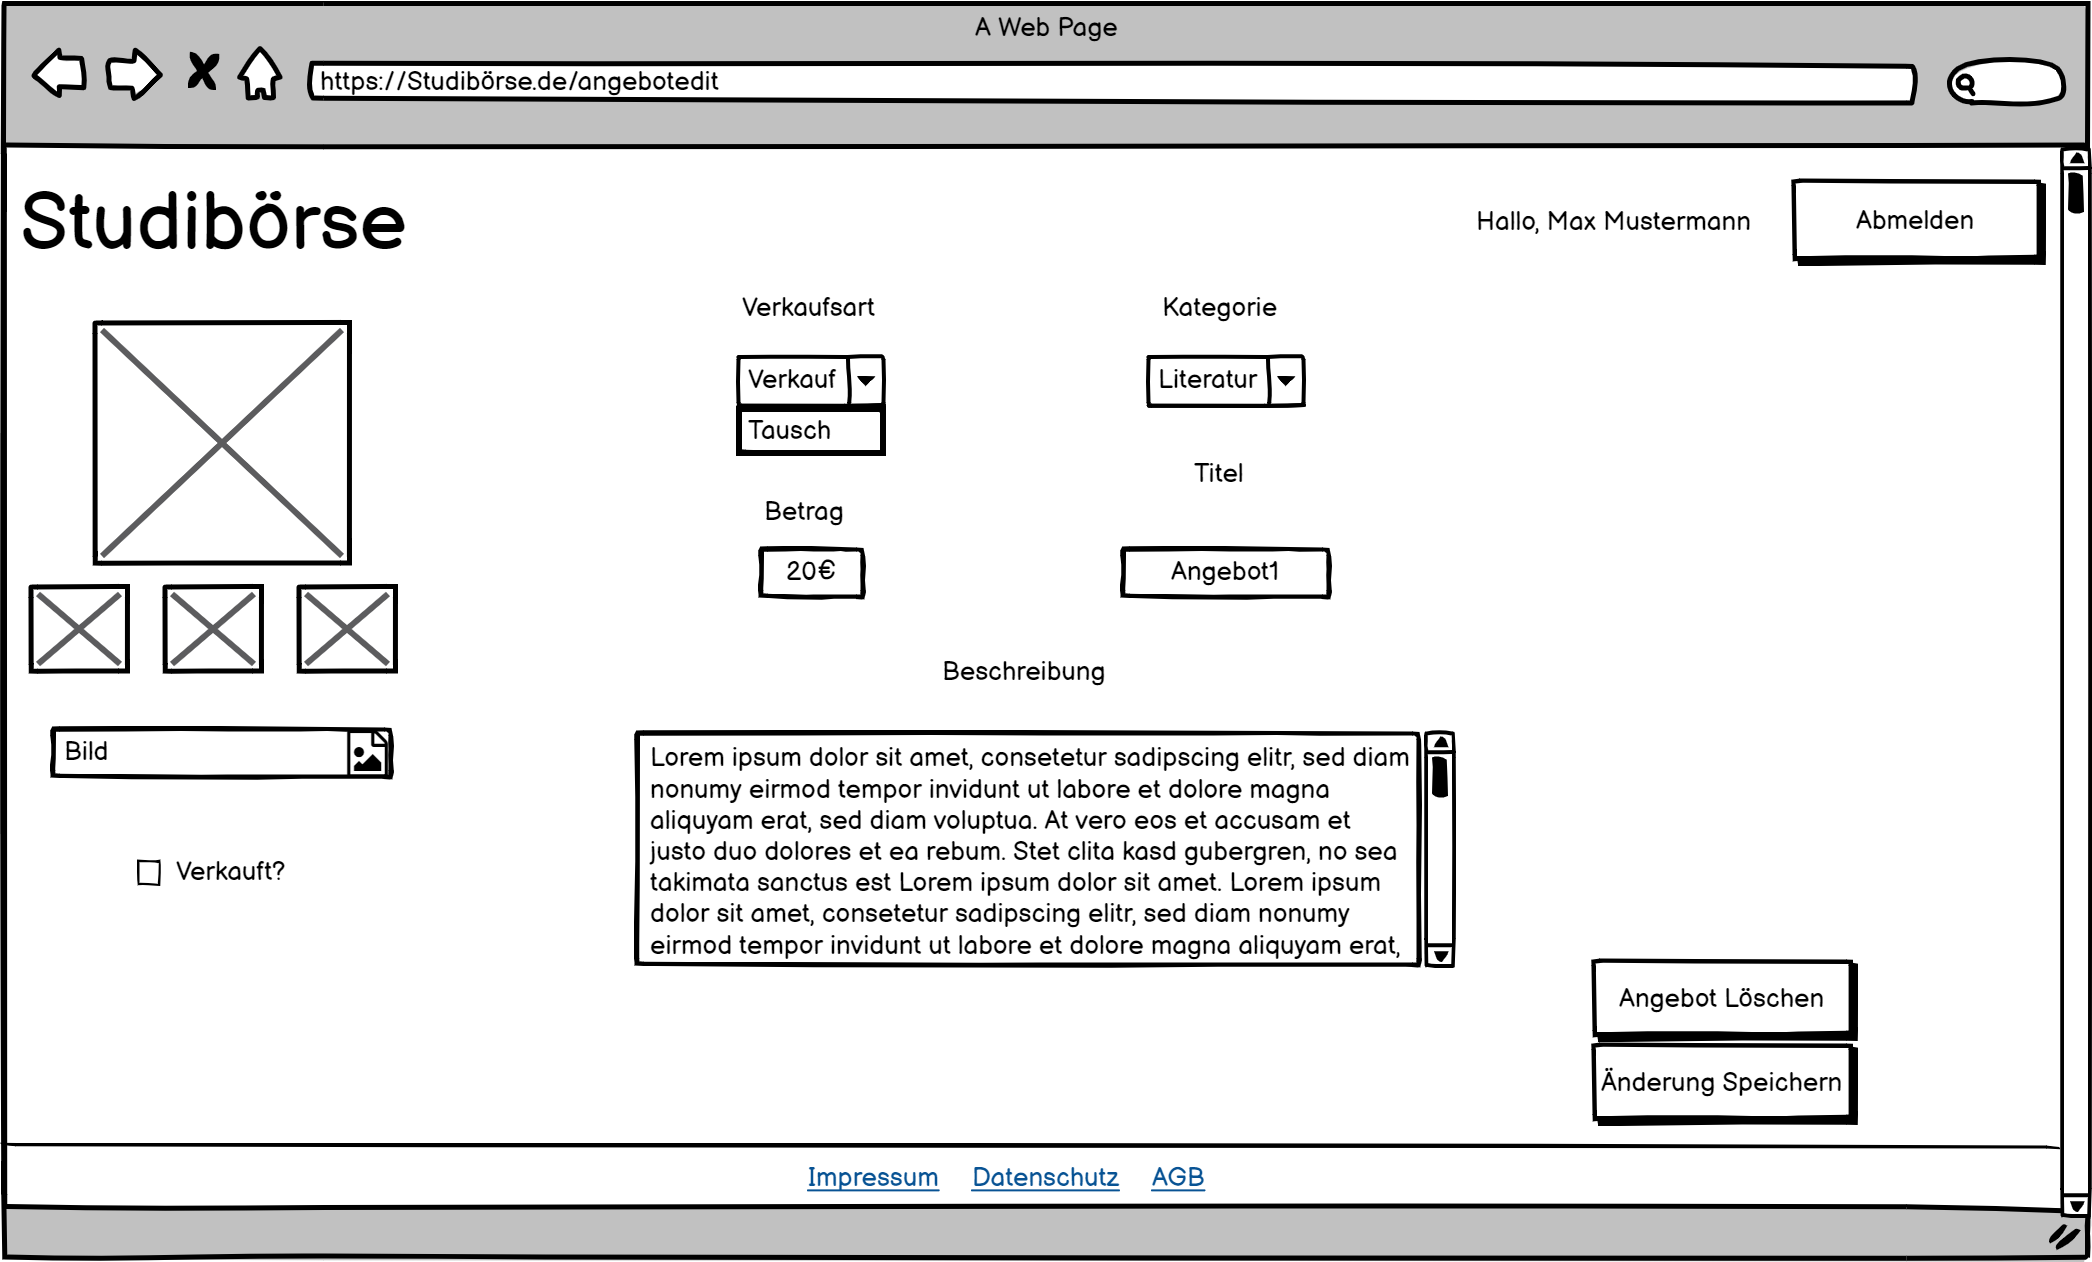 A Web Page
https://Studibörse.de/angebotedit
Studibörse
Hallo, Max Mustermann
Abmelden
Verkaufsart
Kategorie
Verkauf
Literatur
Tausch
Titel
Betrag
20€
Angebot1
Beschreibung
Bild
Verkauft?
Lorem ipsum dolor sit amet, consetetur sadipscing elitr, sed diam
nonumy eirmod tempor invidunt ut labore et dolore magna
aliquyam erat, sed diam voluptua. At vero eos et accusam et
justo duo dolores et ea rebum. Stet clita kasd gubergren, no sea
takimata sanctus est Lorem ipsum dolor sit amet. Lorem ipsum
dolor sit amet, consetetur sadipscing elitr, sed diam nonumy
eirmod tempor invidunt ut labore et dolore magna aliquyam erat,
Angebot Löschen
Änderung Speichern
Impressum Datenschutz AGB